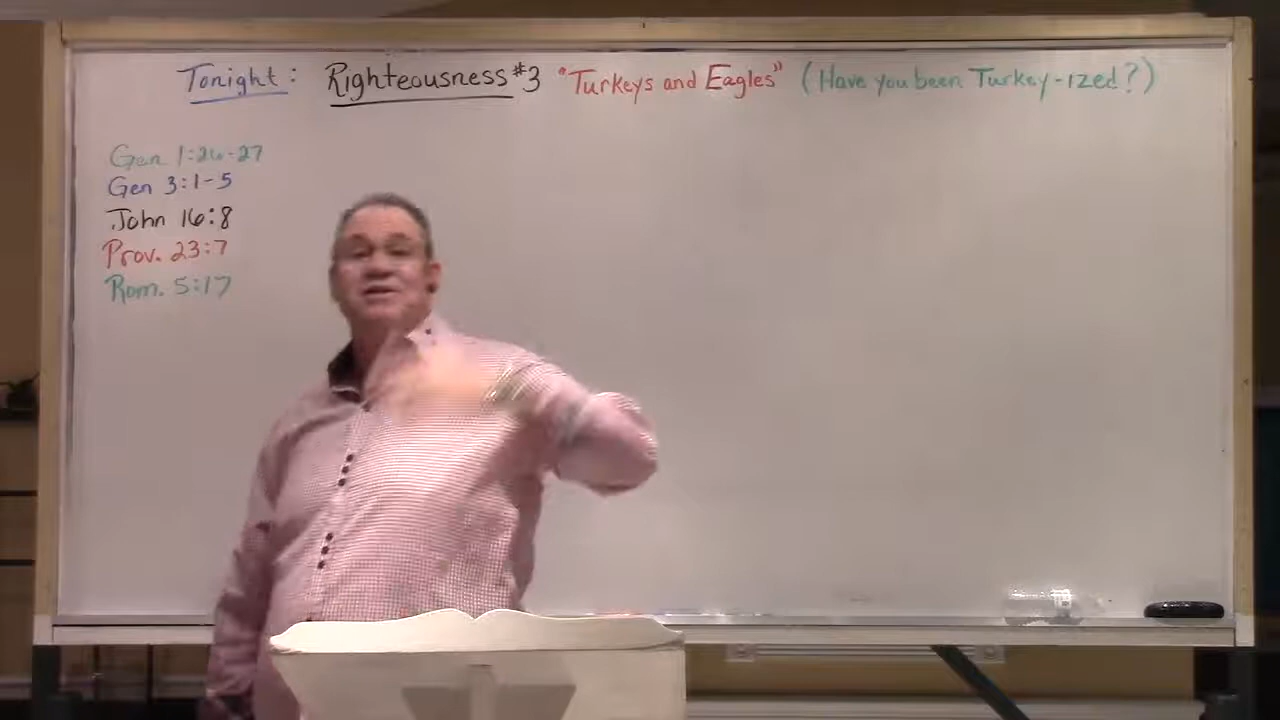 Tonight: Righteousness #3 "Turkeys and Eagles" (Have you been Turkey-ized?)
Gen 1:26-27
Gen 3:1-5
John 16:8
Prov. 23:7
Rom. 5:17